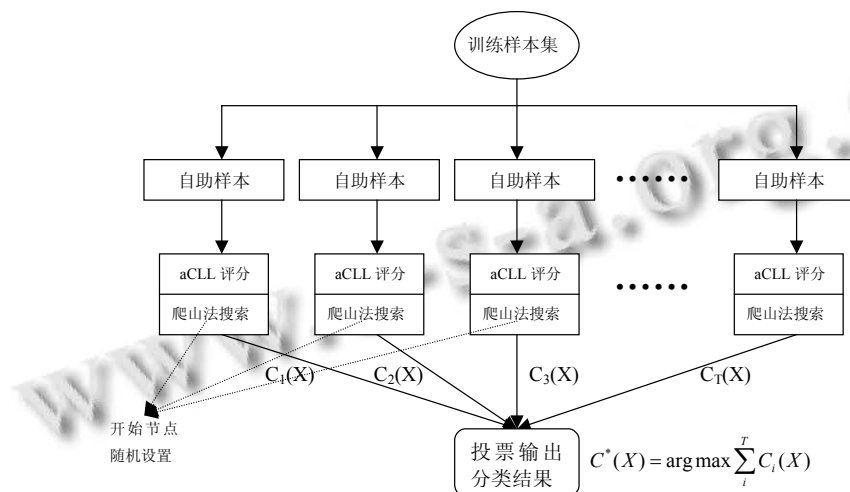 训练样本集
自助样本 自助样本 自助样本 •••••• 自助样本
aCLL 评分 aCLL 评分 aCLL 评分 •••••• aCLL 评分
爬山法搜索 爬山法搜索 爬山法搜索 爬山法搜索
C₁(X) C₂(X) C₃(X) C_T(X)
开始节点
随机设置
投票输出
分类结果
C*(X) = arg max ∑_i^T C_i(X)